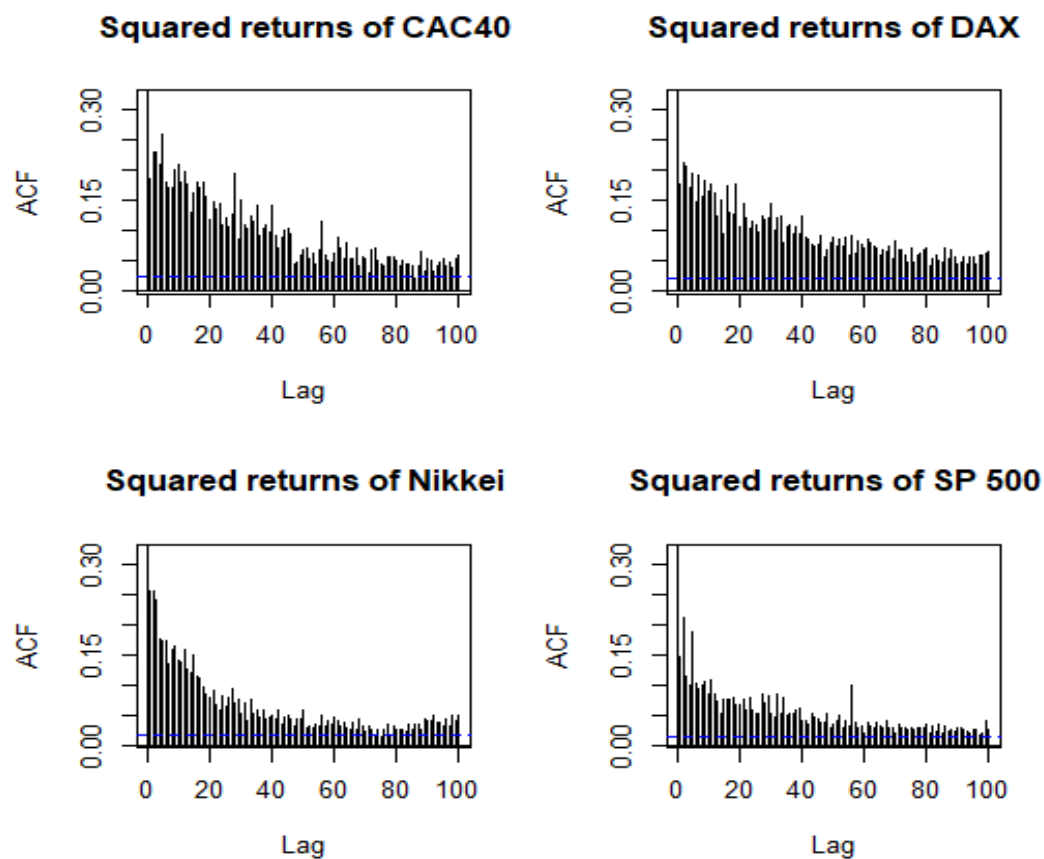 Squared returns of CAC40
ACF
0.00 0.15 0.30
0 20 40 60 80 100
Lag
Squared returns of DAX
ACF
0.00 0.15 0.30
0 20 40 60 80 100
Lag
Squared returns of Nikkei
ACF
0.00 0.15 0.30
0 20 40 60 80 100
Lag
Squared returns of SP 500
ACF
0.00 0.15 0.30
0 20 40 60 80 100
Lag